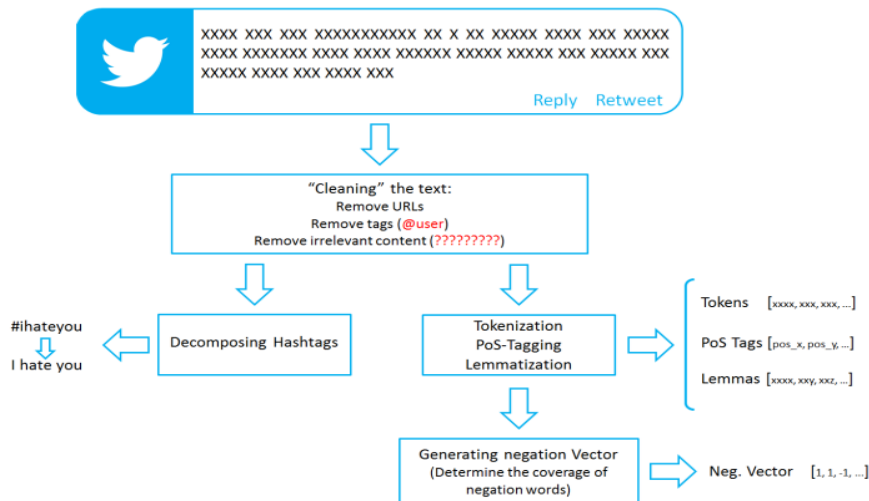 XXXX XXX XXX XXXXXXXXXXX XX X XX XXXXX XXXX XXX XXXXX
XXXX XXXXXXX XXXX XXXX XXXXXX XXXXX XXXXX XXX XXXXX XXX
XXXXX XXXX XXX XXXX XXX
Reply Retweet
"Cleaning" the text:
Remove URLs
Remove tags (@user)
Remove irrelevant content (?????????)
#ihateyou
I hate you
Decomposing Hashtags
Tokenization
PoS-Tagging
Lemmatization
Tokens [xxxx, xxx, xxx, ...]
PoS Tags [pos_x, pos_y, ...]
Lemmas [xxxx, xxy, xxz, ...]
Generating negation Vector
(Determine the coverage of
negation words)
Neg. Vector [1, 1, -1, ...]